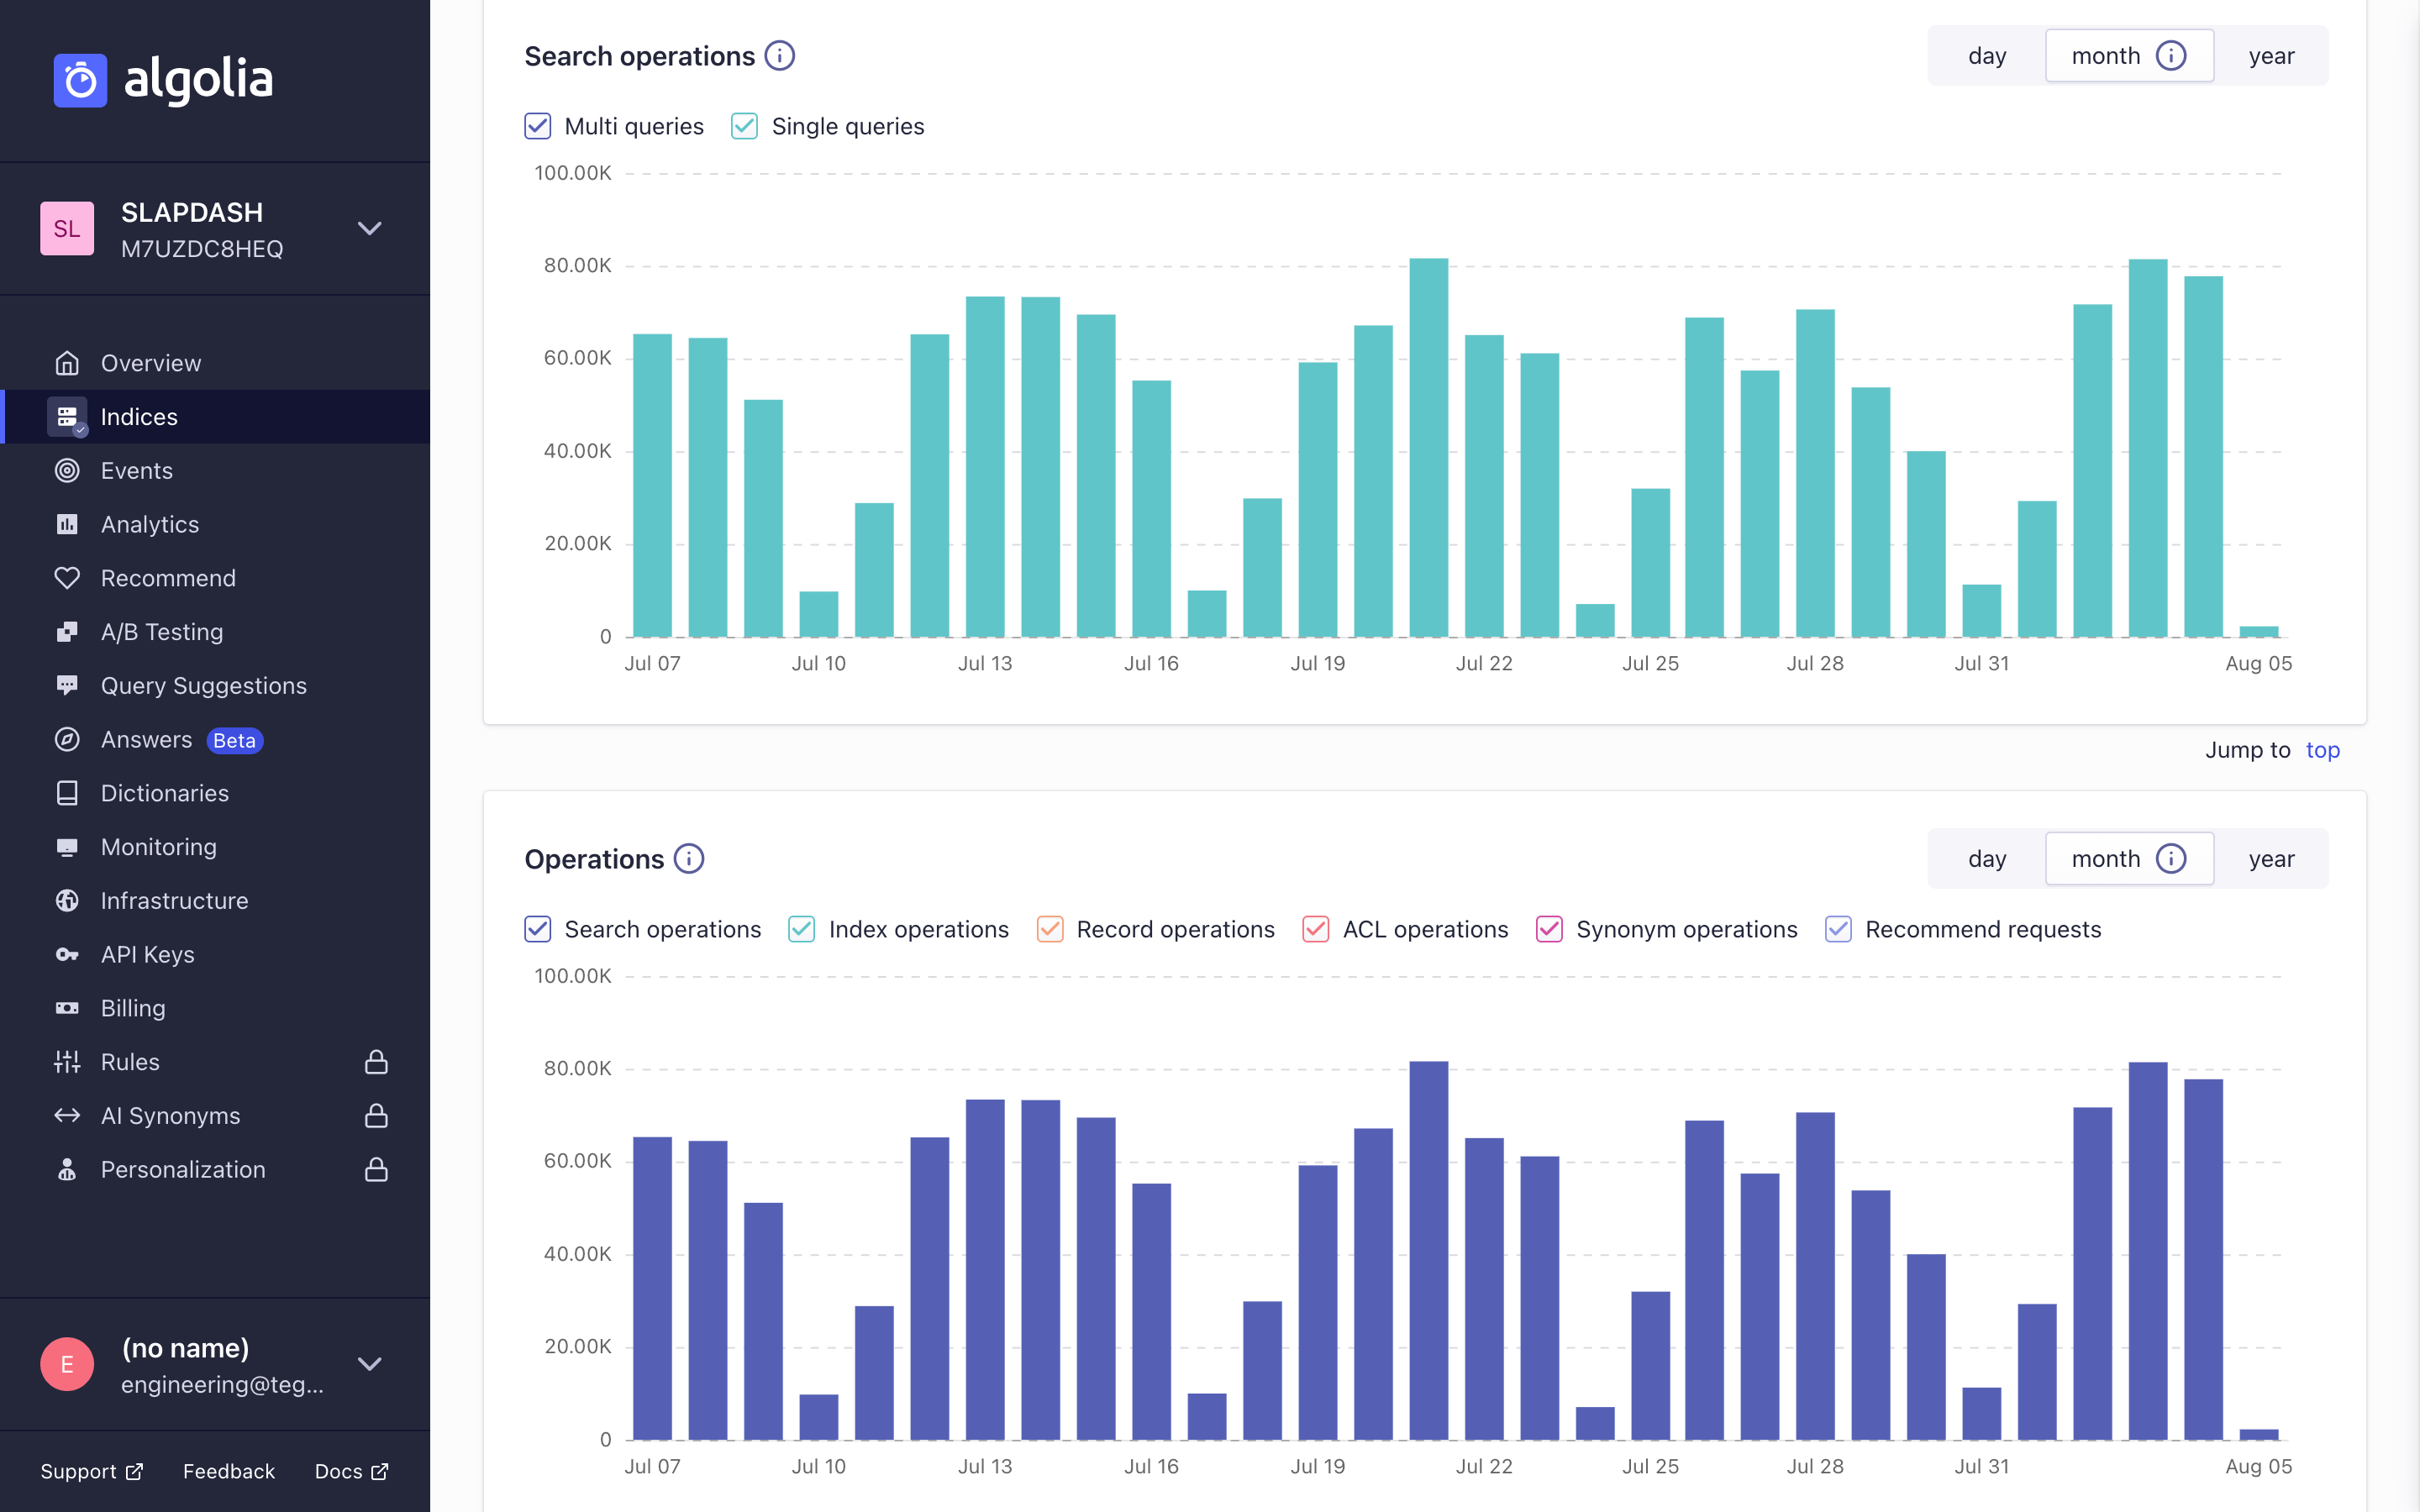 algolia
SL
SLAPDASH
M7UZDC8HEQ
Overview
Indices
Events
Analytics
Recommend
A/B Testing
Query Suggestions
Answers Beta
Dictionaries
Monitoring
Infrastructure
API Keys
Billing
Rules
AI Synonyms
Personalization
E
(no name)
engineering@teg...
Support Feedback Docs
Search operations
day month year
Multi queries Single queries
100.00K
80.00K
60.00K
40.00K
20.00K
0
Jul 07 Jul 10 Jul 13 Jul 16 Jul 19 Jul 22 Jul 25 Jul 28 Jul 31 Aug 05
Jump to top
Operations
day month year
Search operations Index operations Record operations ACL operations Synonym operations Recommend requests
100.00K
80.00K
60.00K
40.00K
20.00K
0
Jul 07 Jul 10 Jul 13 Jul 16 Jul 19 Jul 22 Jul 25 Jul 28 Jul 31 Aug 05